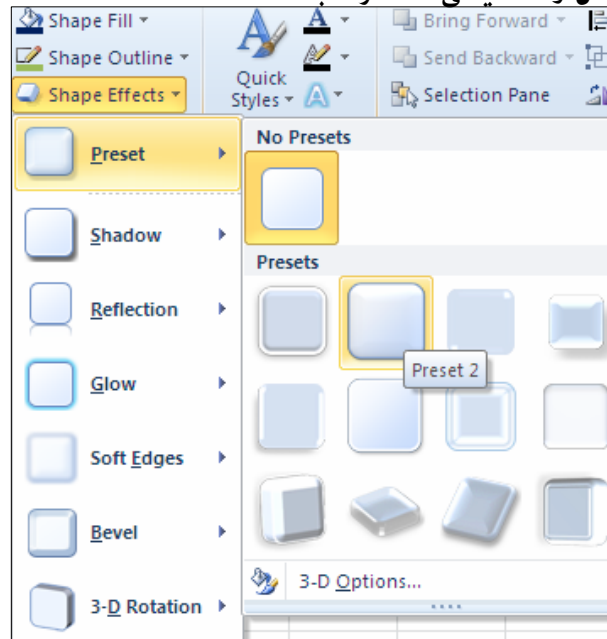 Shape Fill
Shape Outline
Shape Effects
Quick
Styles
A
A
Bring Forward
Send Backward
Selection Pane
Preset
Shadow
Reflection
Glow
Soft Edges
Bevel
3-D Rotation
No Presets
Presets
Preset 2
3-D Options...